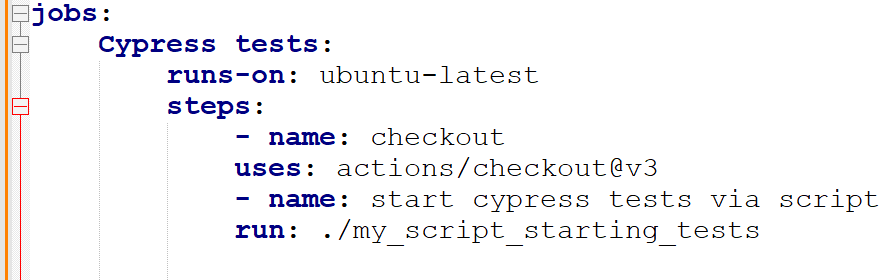 jobs:
    Cypress tests:
        runs-on: ubuntu-latest
        steps:
            - name: checkout
            uses: actions/checkout@v3
            - name: start cypress tests via script
            run: ./my_script_starting_tests